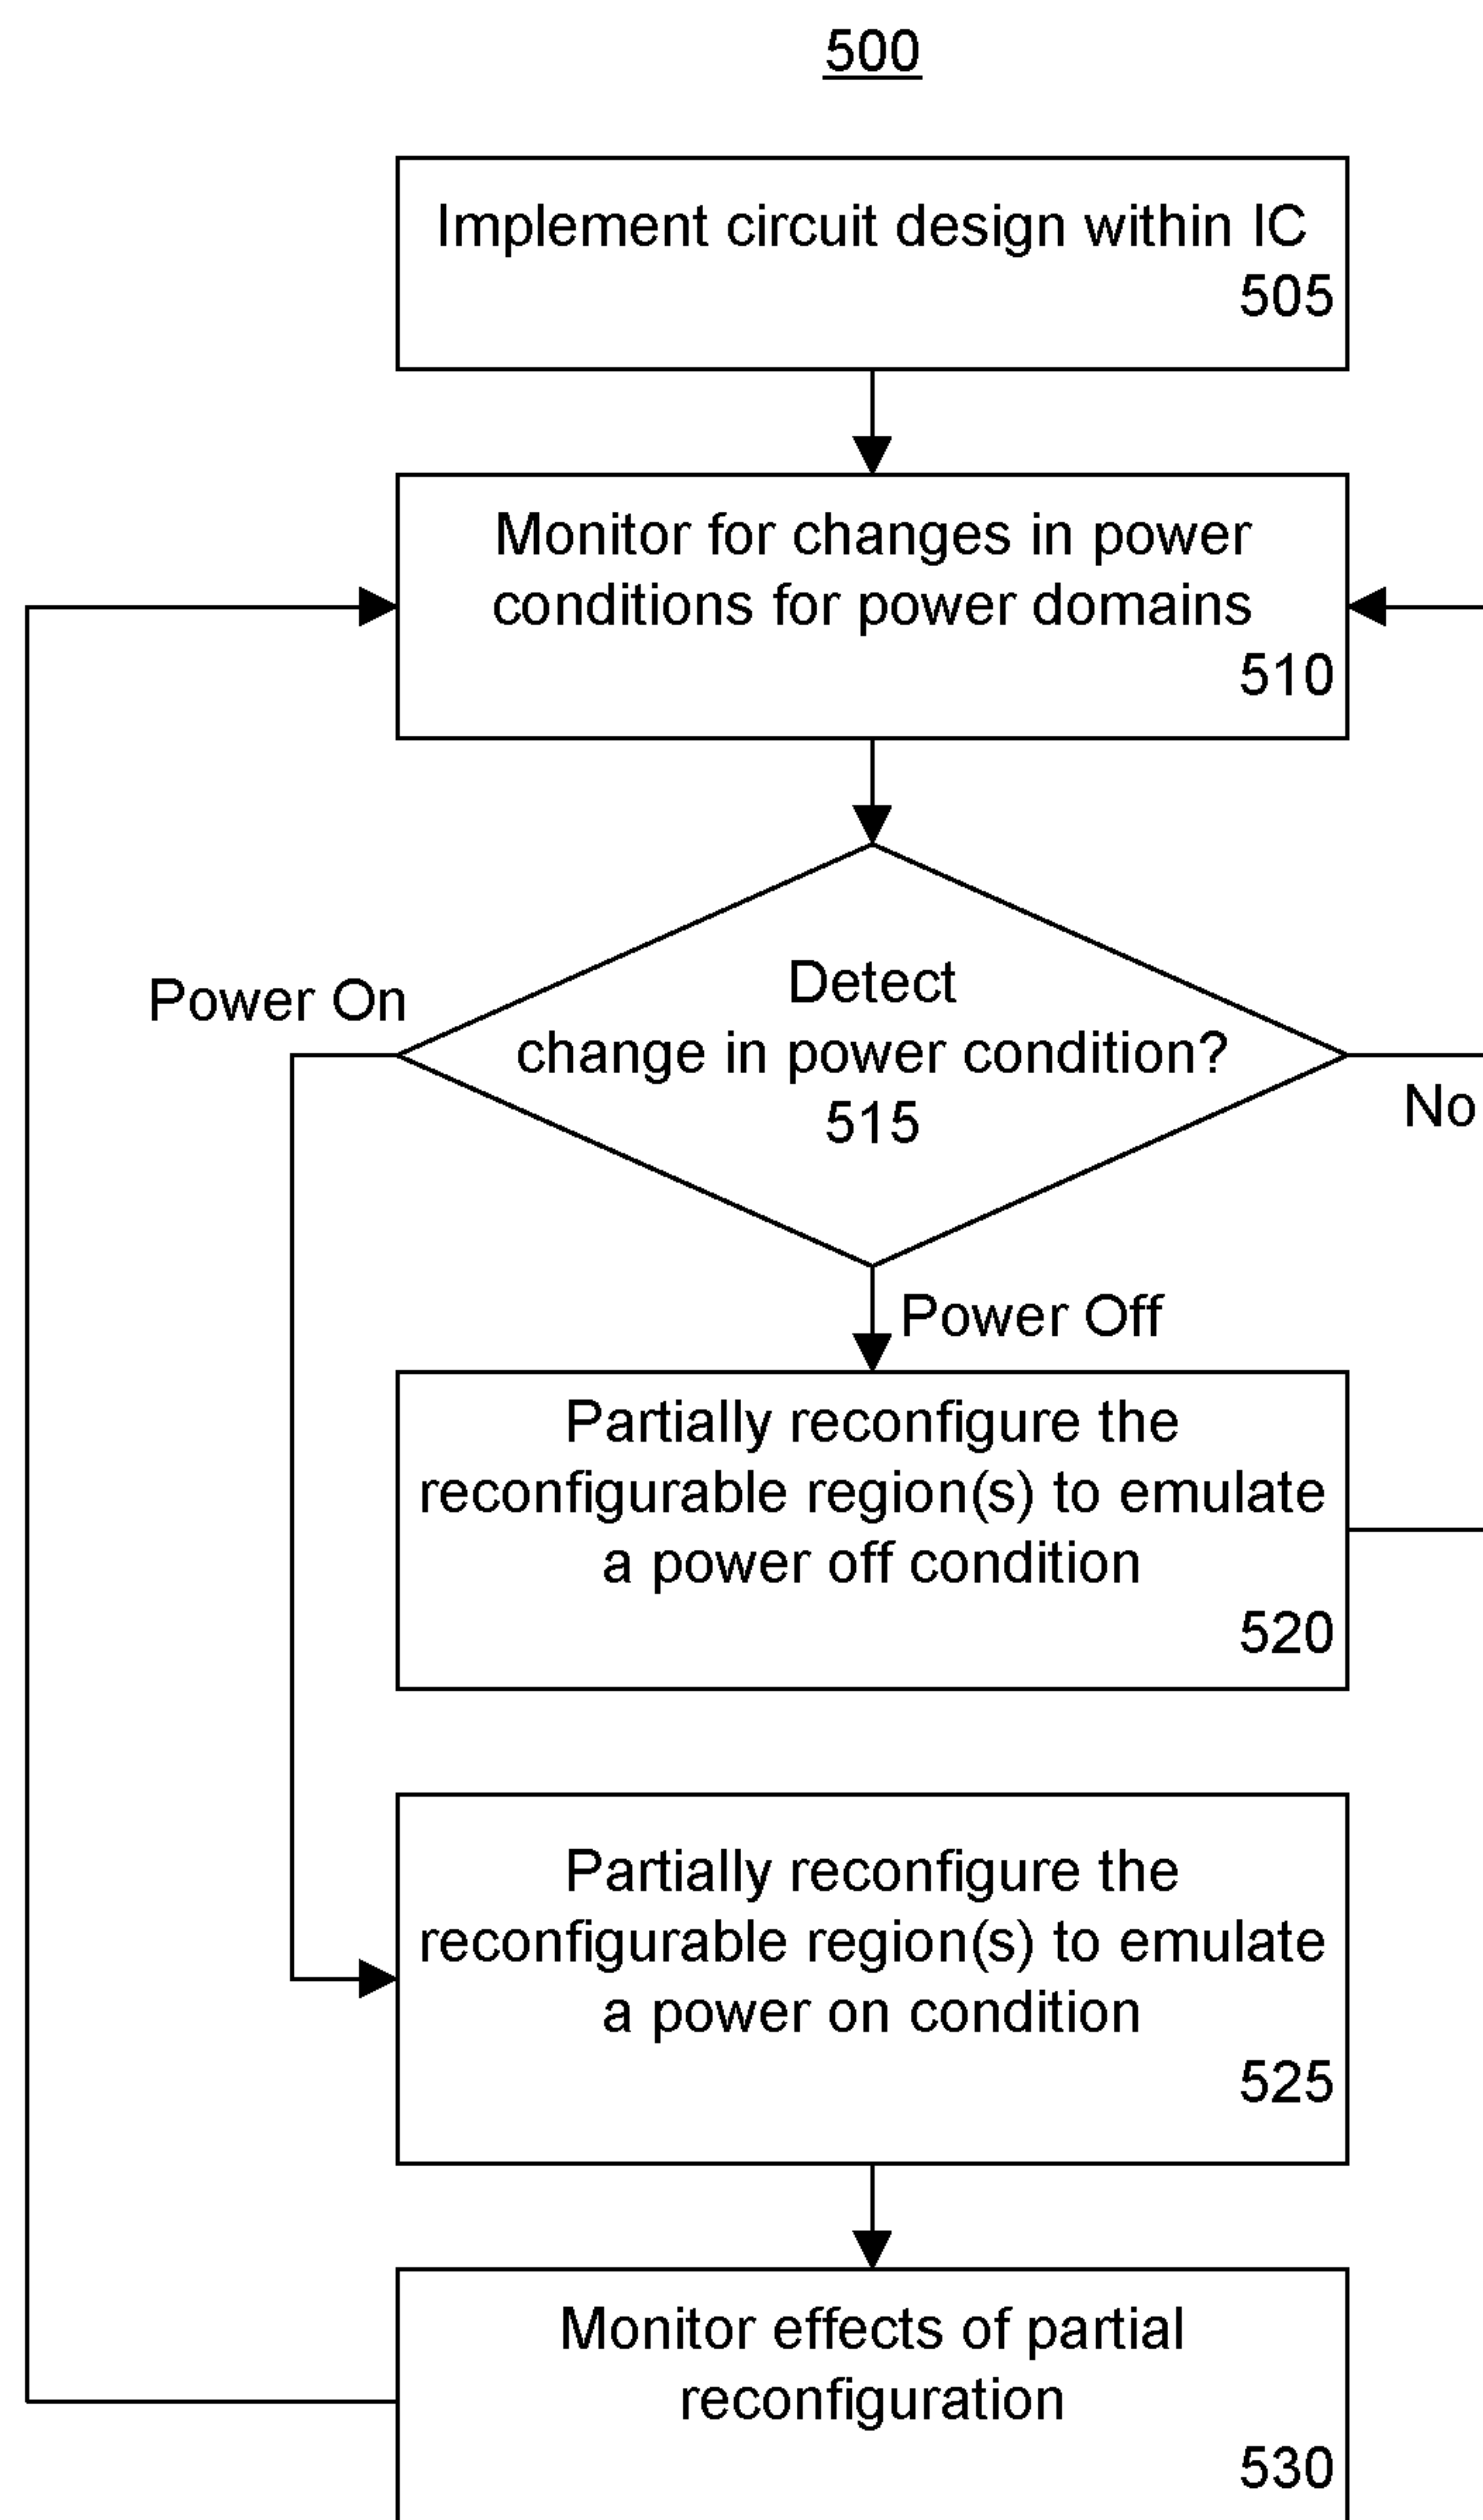 500
Implement circuit design within IC
505
Monitor for changes in power
conditions for power domains
510
Power On
Detect
change in power condition?
515
No
Power Off
Partially reconfigure the
reconfigurable region(s) to emulate
a power off condition
520
Partially reconfigure the
reconfigurable region(s) to emulate
a power on condition
525
Monitor effects of partial
reconfiguration
530